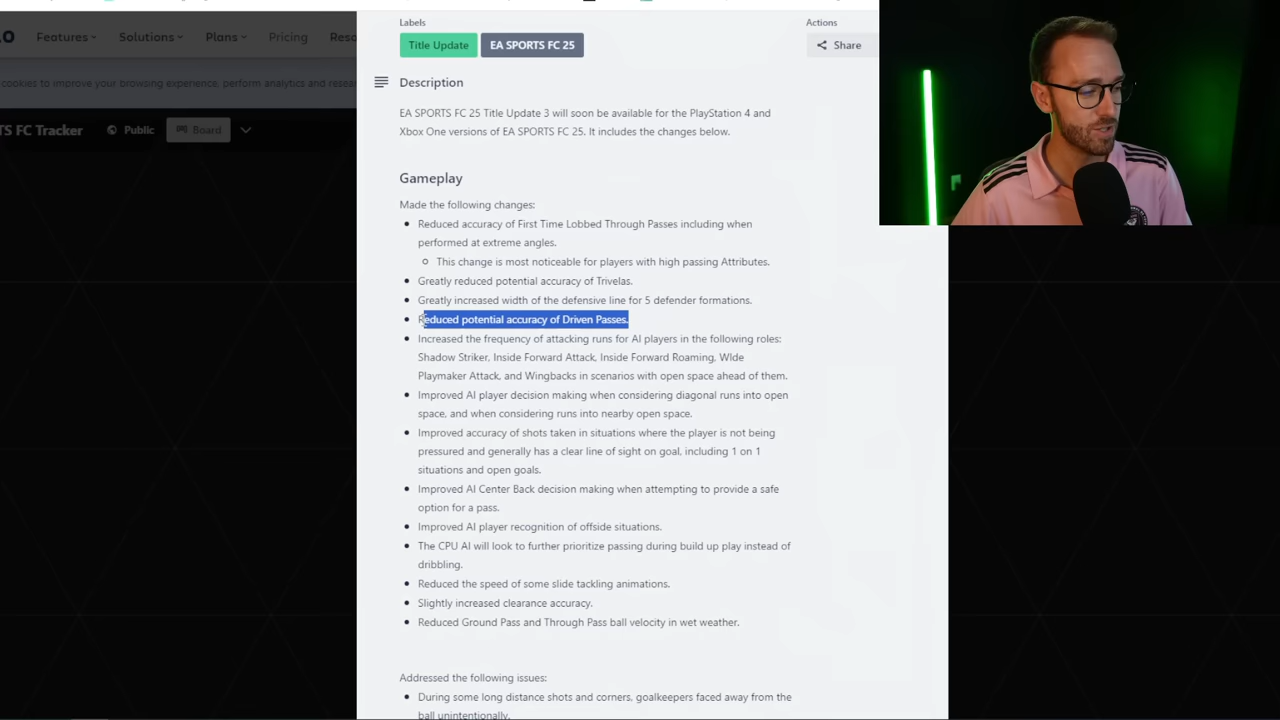 Labels
Actions
Title Update
EA SPORTS FC 25
Share
Features
Solutions
Plans
Pricing
cookies to improve your browsing experience, perform analytics and
TS FC Tracker
Public
Board
Description
EA SPORTS FC 25 Title Update 3 will soon be available for the PlayStation 4 and
Xbox One versions of EA SPORTS FC 25. It includes the changes below.
Gameplay
Made the following changes:
Reduced accuracy of First Time Lobbed Through Passes including when
performed at extreme angles.
This change is most noticeable for players with high passing Attributes.
Greatly reduced potential accuracy of Trivelas.
Greatly increased width of the defensive line for 5 defender formations.
Reduced potential accuracy of Driven Passes.
Increased the frequency of attacking runs for AI players in the following roles:
Shadow Striker, Inside Forward Attack, Inside Forward Roaming, WIde
Playmaker Attack, and Wingbacks in scenarios with open space ahead of them.
Improved AI player decision making when considering diagonal runs into open
space, and when considering runs into nearby open space.
Improved accuracy of shots taken in situations where the player is not being
pressured and generally has a clear line of sight on goal, including 1 on 1
situations and open goals.
Improved AI Center Back decision making when attempting to provide a safe
option for a pass.
Improved AI player recognition of offside situations.
The CPU AI will look to further prioritize passing during build up play instead of
dribbling.
Reduced the speed of some slide tackling animations.
Slightly increased clearance accuracy.
Reduced Ground Pass and Through Pass ball velocity in wet weather.
Addressed the following issues:
During some long distance shots and corners, goalkeepers faced away from the
ball unintentionally.